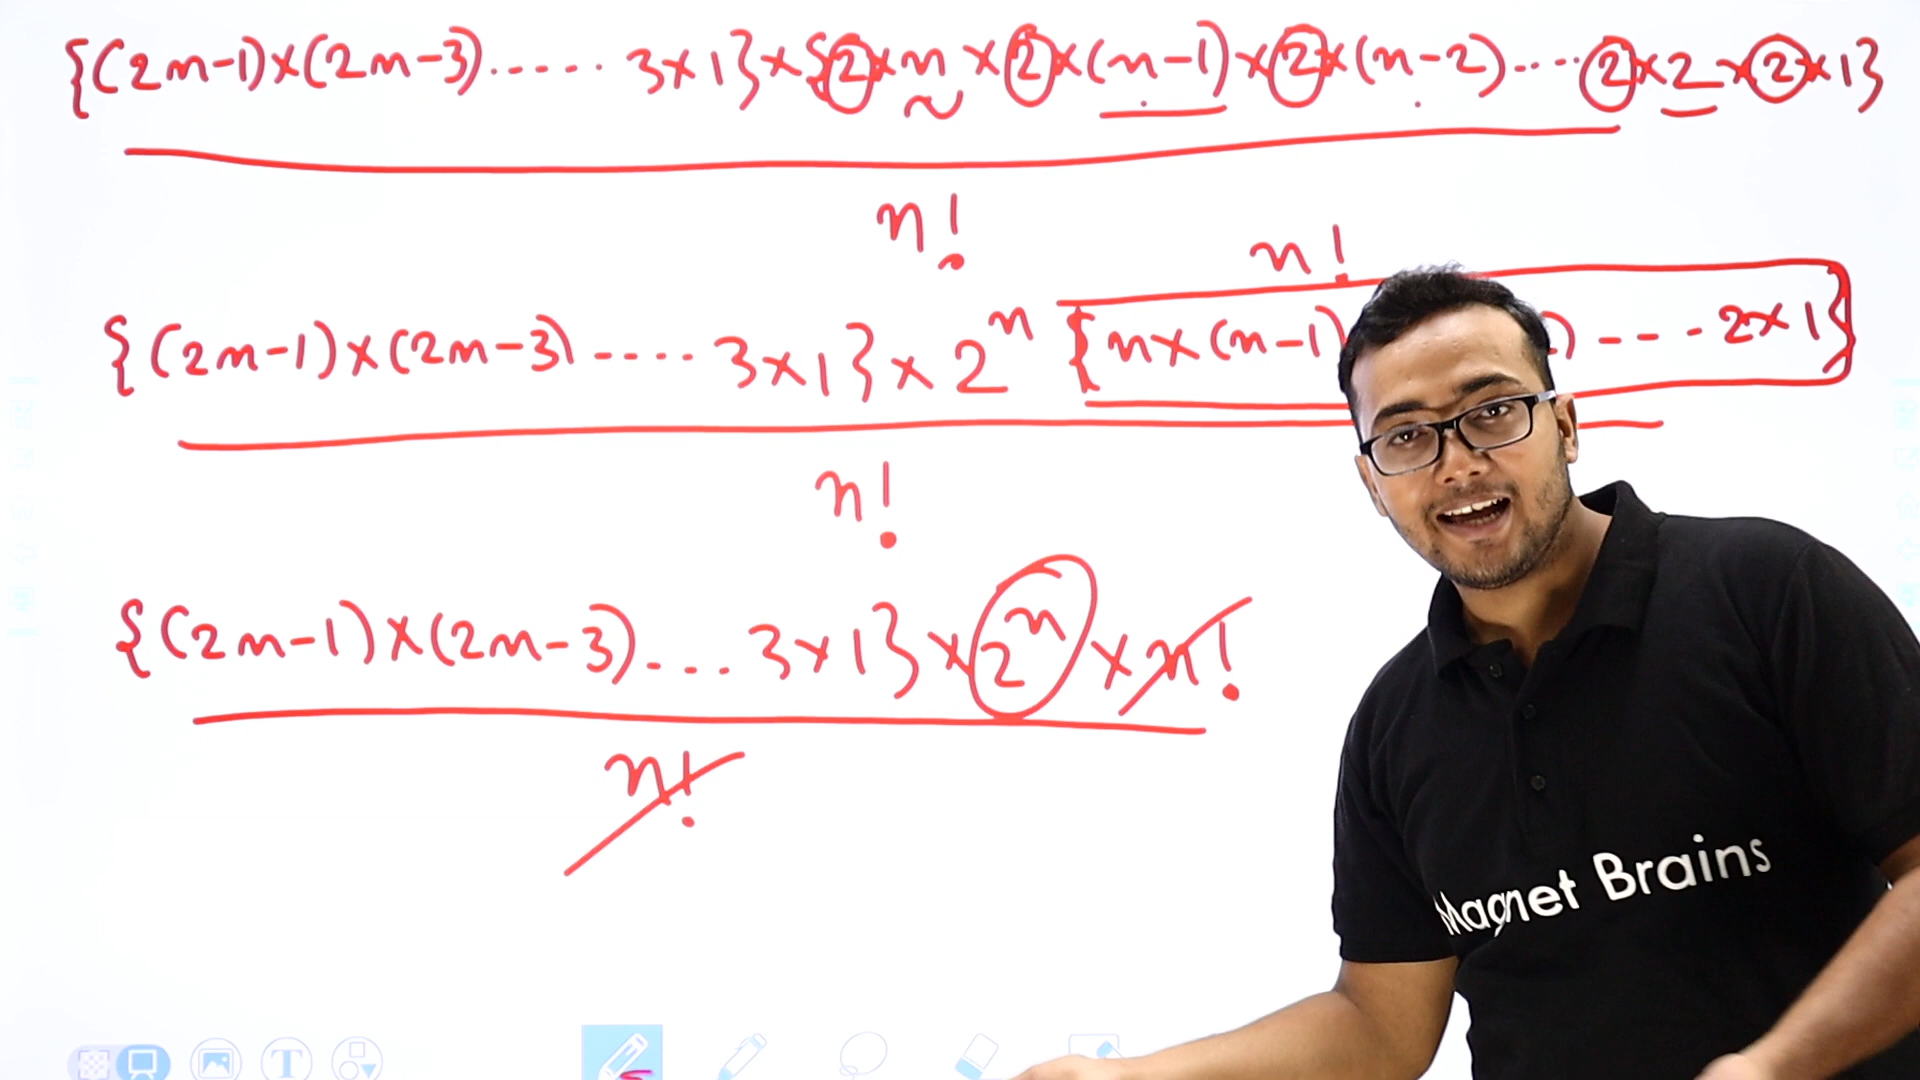 {(2n-1)×(2n-3)..... 3×1}×{2×n×2×(n-1)×2×(n-2)....2×2×2×1}
n!
n!
{(2n-1)×(2n-3)---- 3×1}×2ⁿ {n×(n-1) ) ---- 2×1}
n!
{(2n-1)×(2n-3)... 3×1}×2ⁿ×n!
n!
Magnet Brains
T